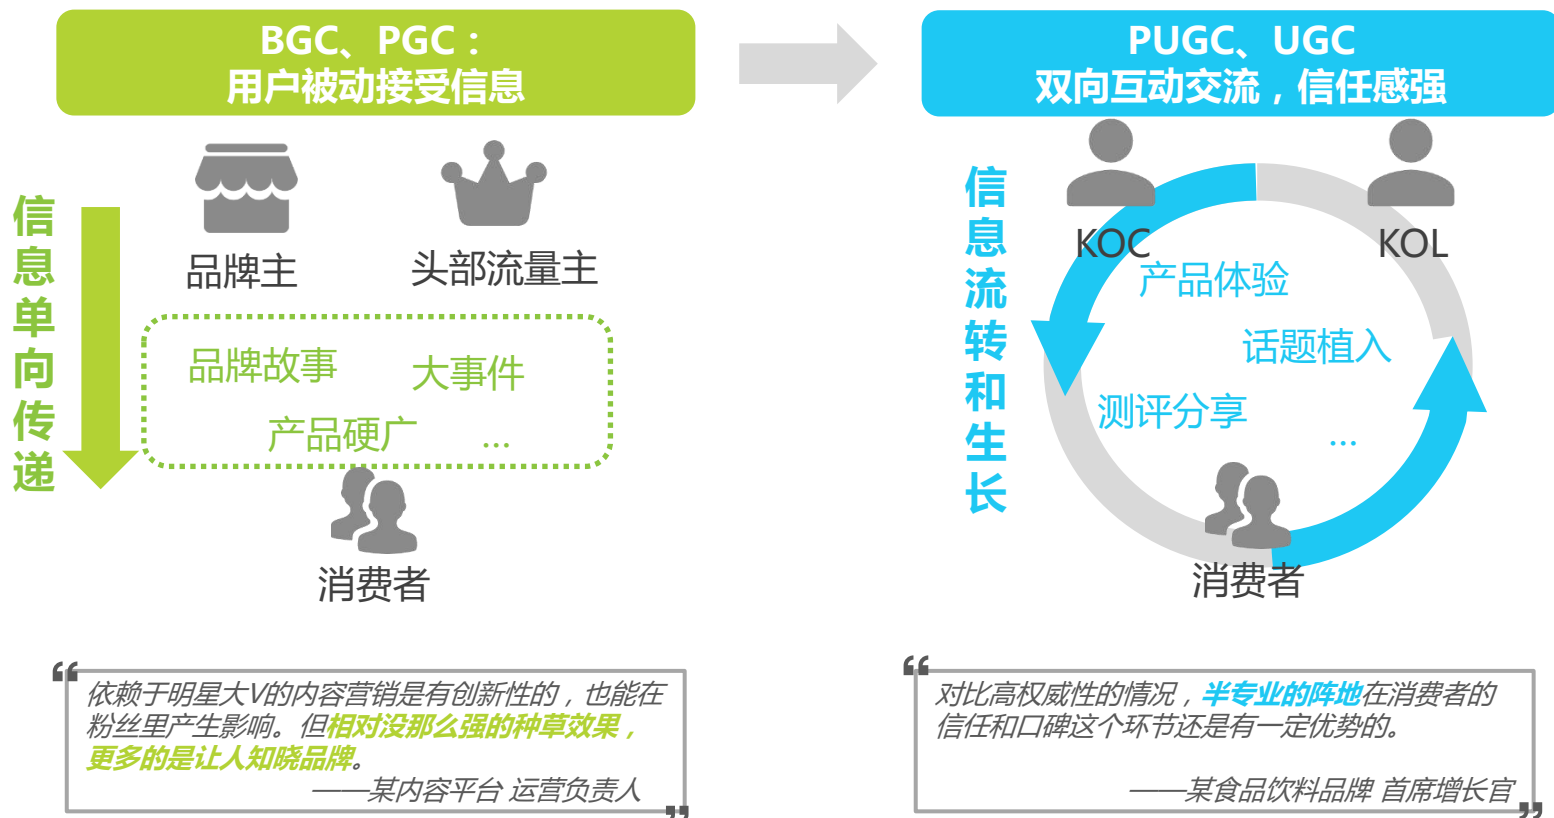 BGC、PGC：
用户被动接受信息
信息单向传递
品牌主
头部流量主
品牌故事
大事件
产品硬广
...
消费者
“
依赖于明星大V的内容营销是有创新性的，也能在
粉丝里产生影响。但相对没那么强的种草效果，
更多的是让人知晓品牌。
——某内容平台 运营负责人
”
PUGC、UGC
双向互动交流，信任感强
信息流转和生长
KOC
KOL
产品体验
话题植入
测评分享
...
消费者
“
对比高权威性的情况，半专业的阵地在消费者的
信任和口碑这个环节还是有一定优势的。
——某食品饮料品牌 首席增长官
”